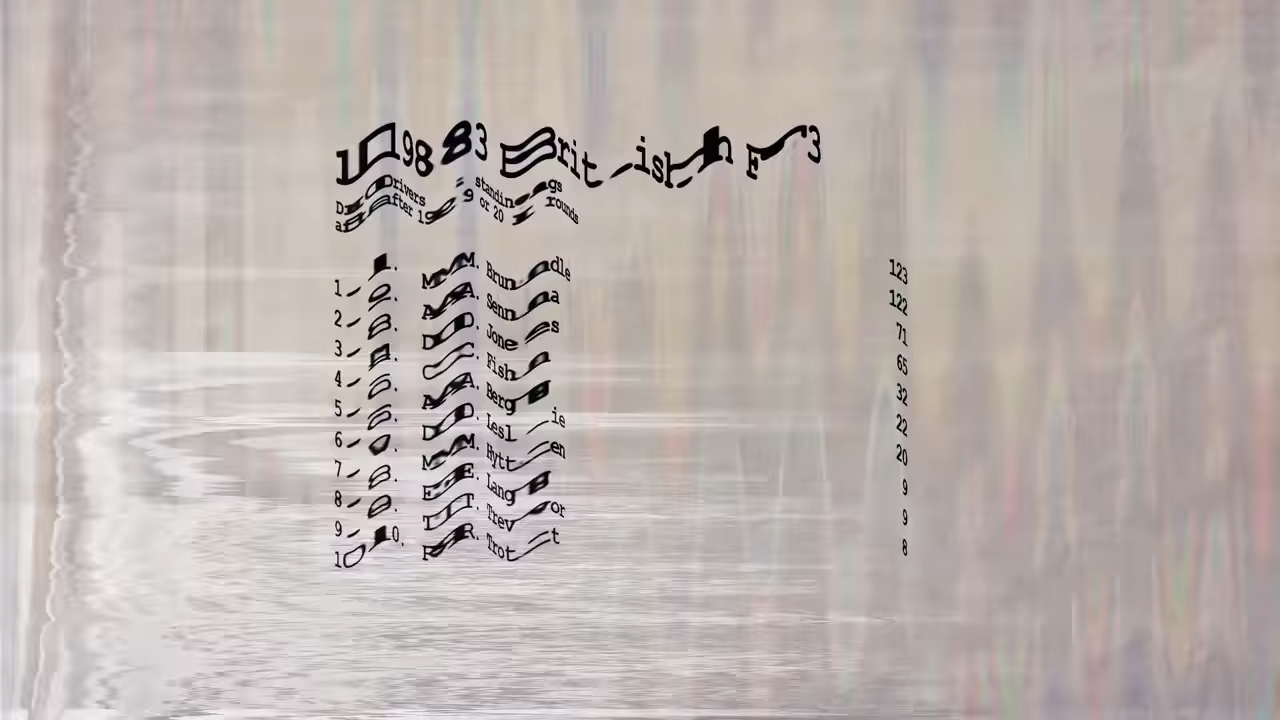 1983 British F3
Drivers standings
after 19 or 20 rounds
1. M. Brundle 123
2. A. Senna 122
3. D. Jones 71
4. C. Fish 65
5. A. Berg 32
6. D. Leslie 22
7. M. Hytten 20
8. E. Lang 9
9. T. Trevor 9
10. R. Trott 8